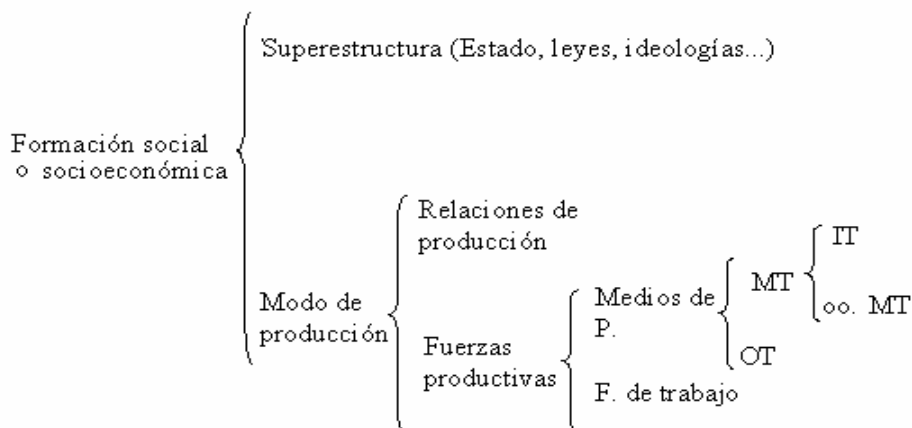 Superestructura (Estado, leyes, ideologías...)
Formación social
o socioeconómica
Relaciones de
producción
Modo de
producción
Fuerzas
productivas
Medios de
P.
F. de trabajo
MT
OT
IT
oo. MT